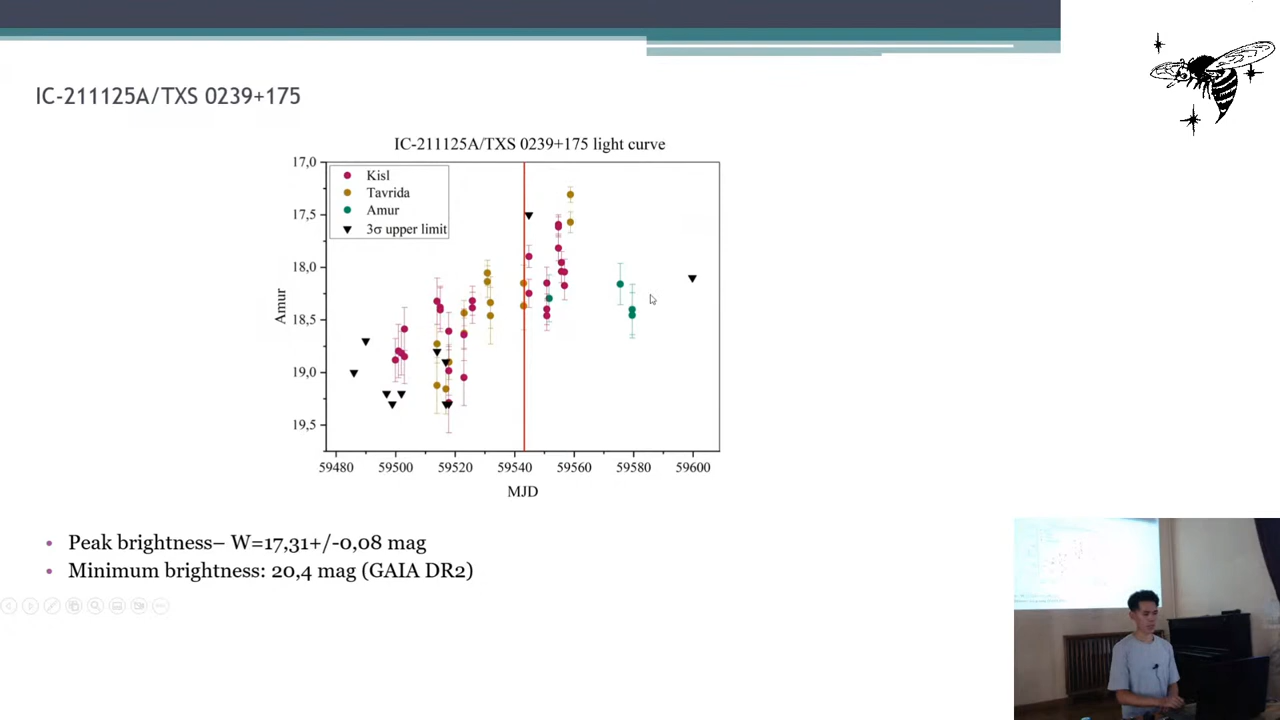 IC-211125A/TXS 0239+175
IC-211125A/TXS 0239+175 light curve
Kisl
Tavrida
Amur
3σ upper limit
17,0
17,5
18,0
18,5
19,0
19,5
Amur
59480 59500 59520 59540 59560 59580 59600
MJD
• Peak brightness– W=17,31+/-0,08 mag
• Minimum brightness: 20,4 mag (GAIA DR2)